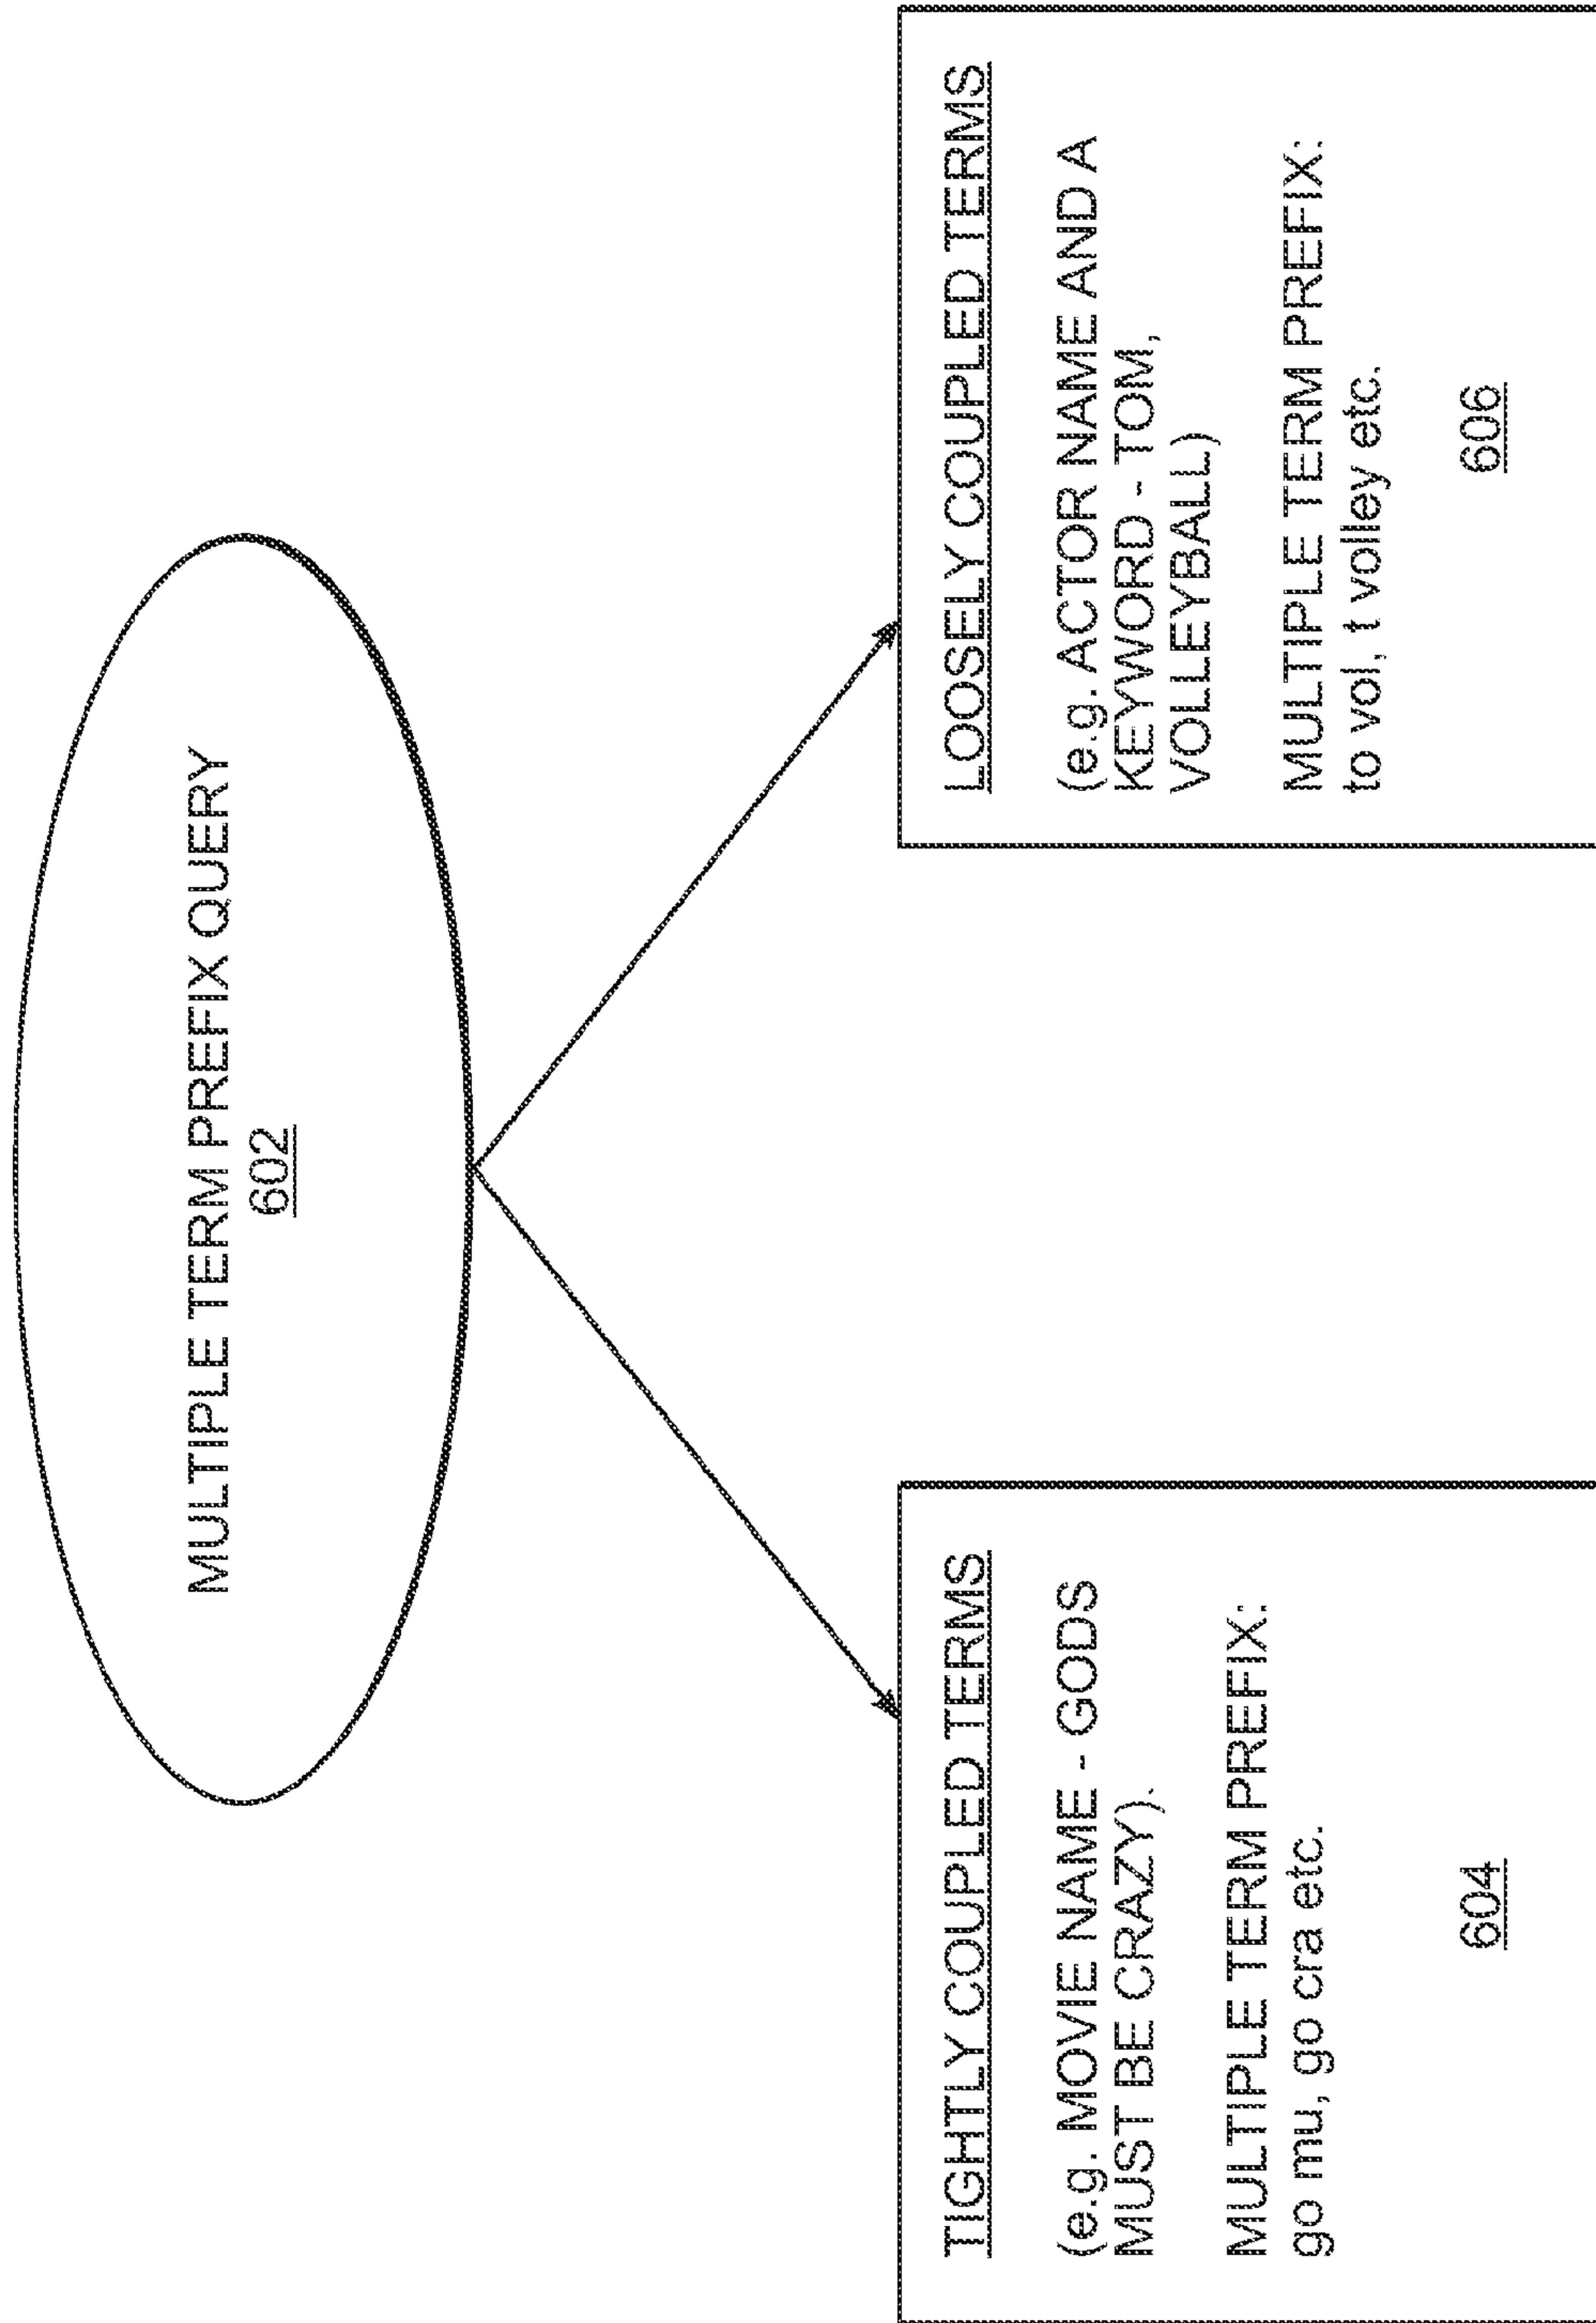 MULTIPLE TERM PREFIX QUERY
602
TIGHTLY COUPLED TERMS
(e.g. MOVIE NAME - GODS
MUST BE CRAZY).
MULTIPLE TERM PREFIX:
go mu, go cra etc.
604
LOOSELY COUPLED TERMS
(e.g. ACTOR NAME AND A
KEYWORD - TOM,
VOLLEYBALL)
MULTIPLE TERM PREFIX:
to vol, t volley etc.
606